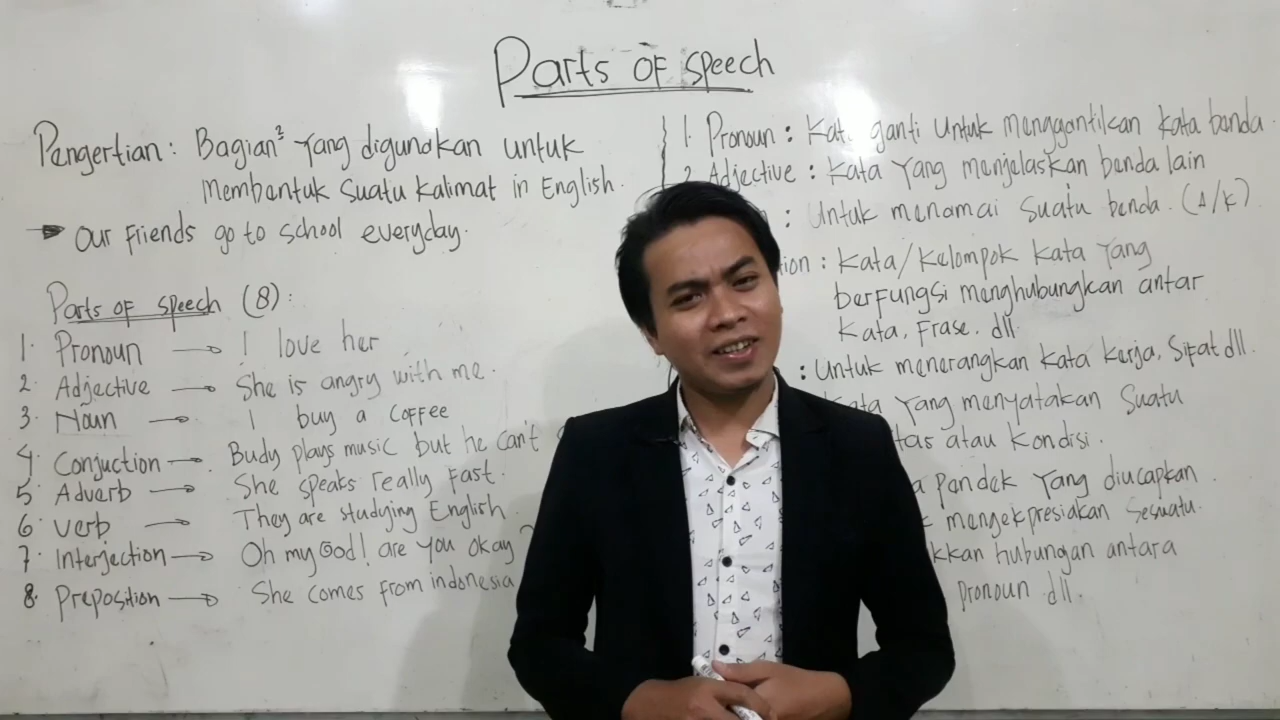 Parts of speech
Pengertian : Bagian² yang digunakan untuk
membentuk suatu kalimat in English.
our friends go to school everyday.
Parts of speech (8) :
1. Pronoun → I love her
2. Adjective → She is angry with me.
3. Noun → I buy a coffee
4. Conjuction → Budy plays music but he can't
5. Adverb → She speaks really fast.
6. Verb → They are studying English.
7. Interjection → Oh my God! are you okay?
8. Preposition → She comes from indonesia
1. Pronoun : Kata ganti untuk menggantikan kata benda.
2. Adjective : Kata yang menjelaskan benda lain
: Untuk menamai suatu benda. (A/K)
: Kata/Kelompok kata yang
berfungsi menghubungkan antar
kata, Frase, dll.
: Untuk menerangkan kata kerja, Sifat dll.
yang menyatakan suatu
atau kondisi.
pendek yang diucapkan
mengekpresiakan sesuatu.
hubungan antara
pronoun dll.